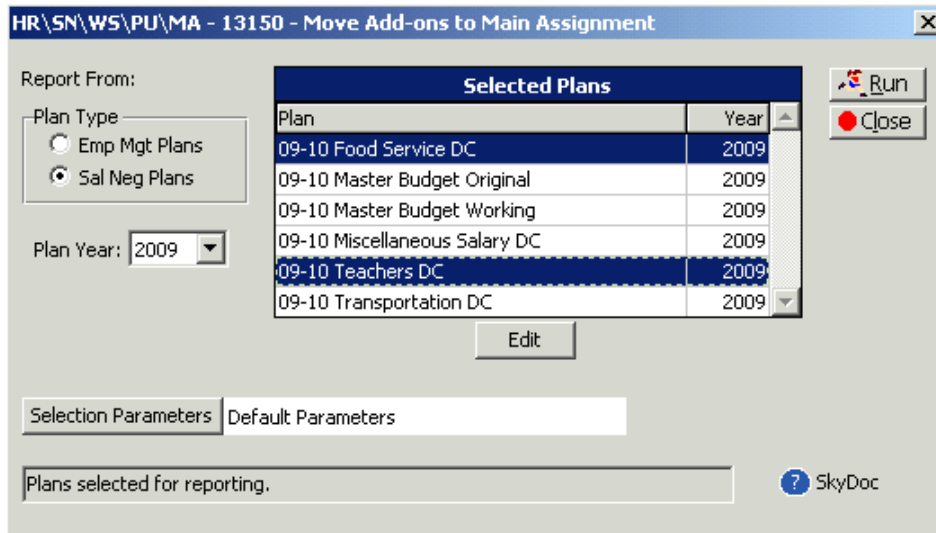 HR\SN\WS\PU\MA - 13150 - Move Add-ons to Main Assignment
Report From:
Plan Type
Emp Mgt Plans
Sal Neg Plans
Plan Year: 2009
Selected Plans
Plan Year
09-10 Food Service DC 2009
09-10 Master Budget Original 2009
09-10 Master Budget Working 2009
09-10 Miscellaneous Salary DC 2009
09-10 Teachers DC 2009
09-10 Transportation DC 2009
Edit
Run
Close
Selection Parameters Default Parameters
Plans selected for reporting.
? SkyDoc